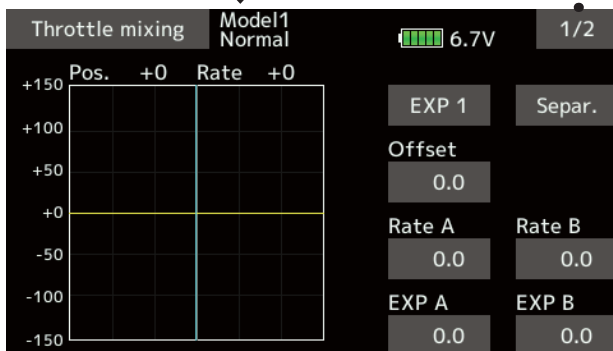 Throttle mixing Model1 Normal 6.7V 1/2
Pos. +0 Rate +0
+150
+100
+50
+0
-50
-100
-150
EXP 1 Separ.
Offset
0.0
Rate A Rate B
0.0 0.0
EXP A EXP B
0.0 0.0